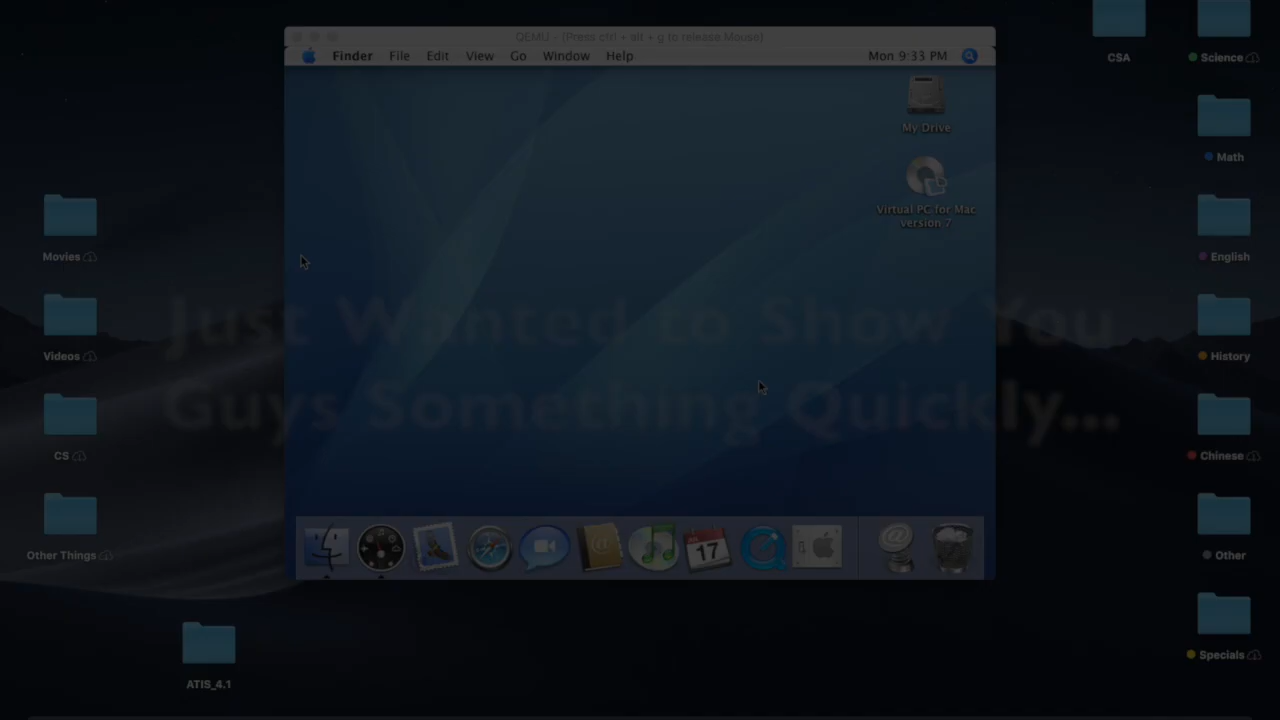 QEMU - (Press ctrl + alt + g to release Mouse)
Finder File Edit View Go Window Help
Mon 9:33 PM
My Drive
Virtual PC for Mac
version 7
Just Wanted to Show You
Guys Something Quickly...
17
Movies
Videos
CS
Other Things
ATIS_4.1
CSA
Science
Math
English
History
Chinese
Other
Specials